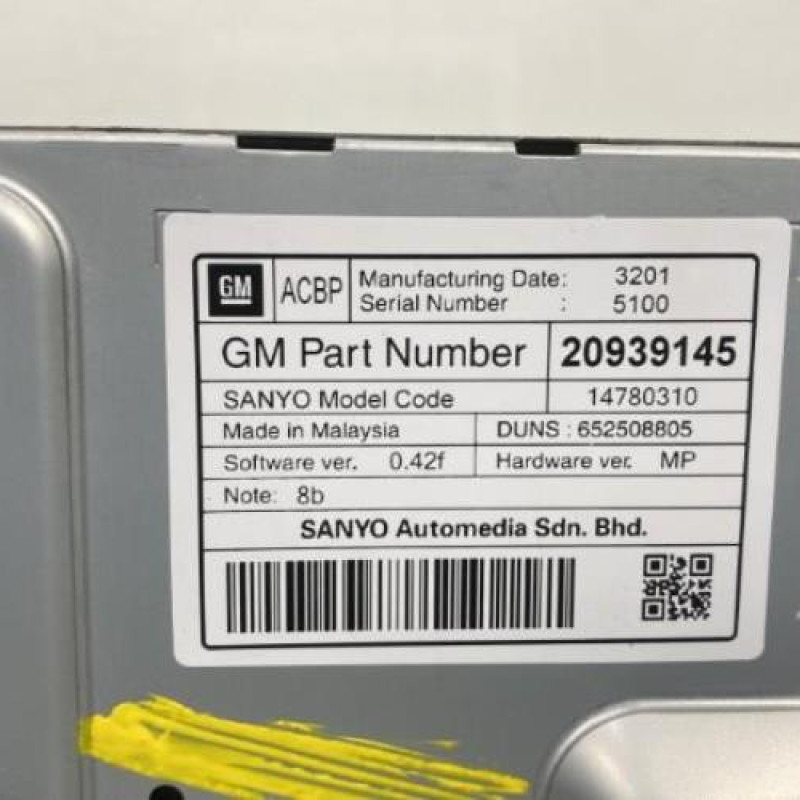 GM ACBP Manufacturing Date: 3201
Serial Number : 5100
GM Part Number 20939145
SANYO Model Code 14780310
Made in Malaysia DUNS : 652508805
Software ver. 0.42f Hardware ver. MP
Note: 8b
SANYO Automedia Sdn. Bhd.